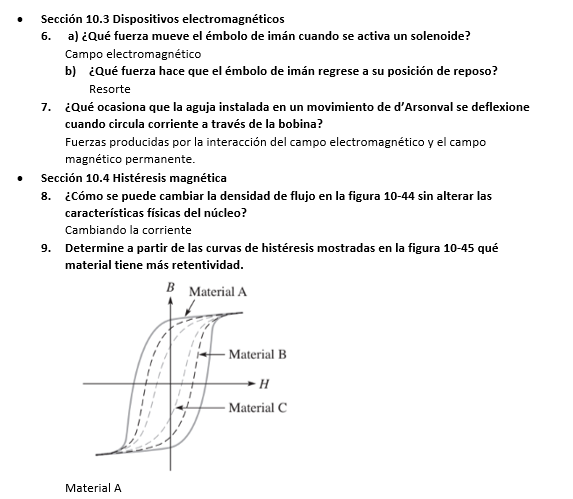 • Sección 10.3 Dispositivos electromagnéticos
6. a) ¿Qué fuerza mueve el émbolo de imán cuando se activa un solenoide?
Campo electromagnético
b) ¿Qué fuerza hace que el émbolo de imán regrese a su posición de reposo?
Resorte
7. ¿Qué ocasiona que la aguja instalada en un movimiento de d’Arsonval se deflexione
cuando circula corriente a través de la bobina?
Fuerzas producidas por la interacción del campo electromagnético y el campo
magnético permanente.
• Sección 10.4 Histéresis magnética
8. ¿Cómo se puede cambiar la densidad de flujo en la figura 10-44 sin alterar las
características físicas del núcleo?
Cambiando la corriente
9. Determine a partir de las curvas de histéresis mostradas en la figura 10-45 qué
material tiene más retentividad.
B Material A
Material B
H
Material C
Material A